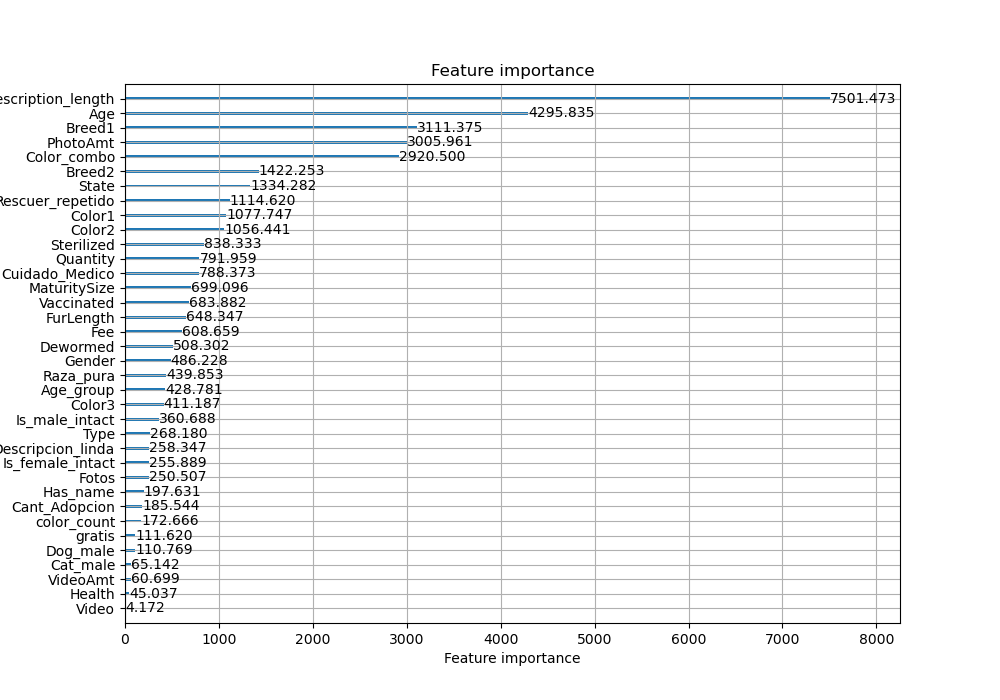 Feature importance
escription_length 7501.473
Age 4295.835
Breed1 3111.375
PhotoAmt 3005.961
Color_combo 2920.500
Breed2 1422.253
State 1334.282
Rescuer_repetido 1114.620
Color1 1077.747
Color2 1056.441
Sterilized 838.333
Quantity 791.959
Cuidado_Medico 788.373
MaturitySize 699.096
Vaccinated 683.882
FurLength 648.347
Fee 608.659
Dewormed 508.302
Gender 486.228
Raza_pura 439.853
Age_group 428.781
Color3 411.187
Is_male_intact 360.688
Type 268.180
Descripcion_linda 258.347
Is_female_intact 255.889
Fotos 250.507
Has_name 197.631
Cant_Adopcion 185.544
color_count 172.666
gratis 111.620
Dog_male 110.769
Cat_male 65.142
VideoAmt 60.699
Health 45.037
Video 4.172
0 1000 2000 3000 4000 5000 6000 7000 8000
Feature importance